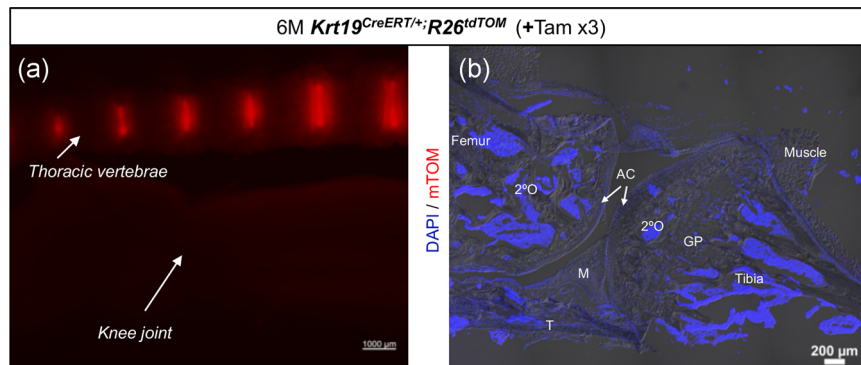 6M Krt19CreERT/+;R26tdTOM (+Tam x3)
(a)
Thoracic vertebrae
Knee joint
1000 µm
DAPI / mTOM
(b)
Femur
Muscle
AC
2ºO
2ºO
GP
M
Tibia
T
200 µm